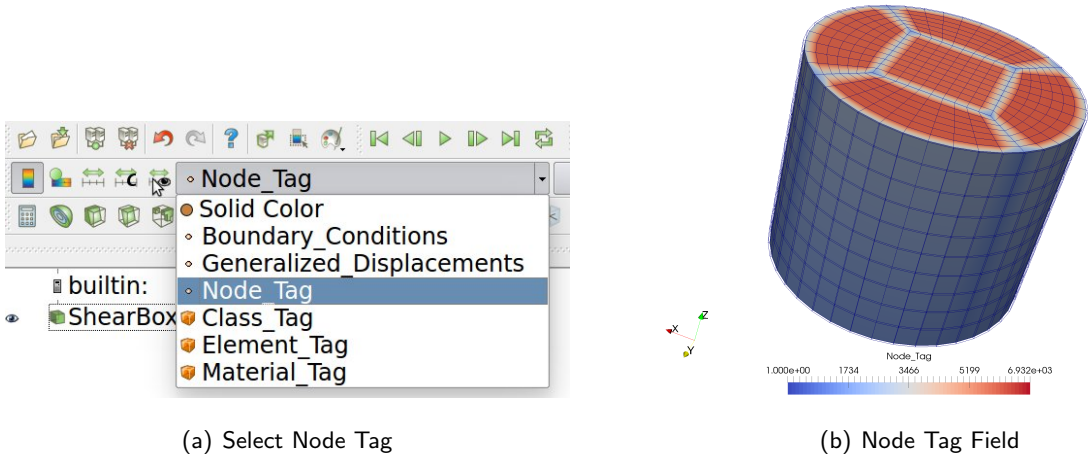 Node_Tag
Solid Color
Boundary_Conditions
Generalized_Displacements
Node_Tag
Class_Tag
Element_Tag
Material_Tag
builtin:
ShearBox
(a) Select Node Tag
X
Z
Y
Node_Tag
1.000e+00 1734 3466 5199 6.932e+03
(b) Node Tag Field